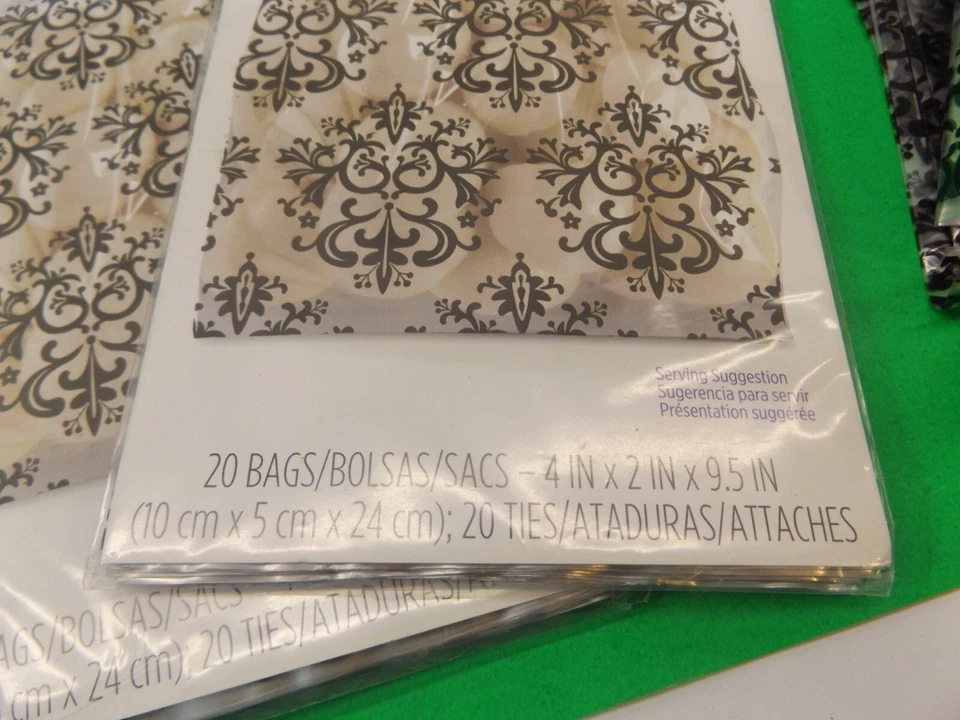 Serving Suggestion
Sugerencia para servir
Présentation suggérée
20 BAGS/BOLSAS/SACS – 4 IN x 2 IN x 9.5 IN
(10 cm x 5 cm x 24 cm); 20 TIES/ATADURAS/ATTACHES
AGS/BOLSAS/SACS
cm x 24 cm); 20 TIES/ATADURAS/